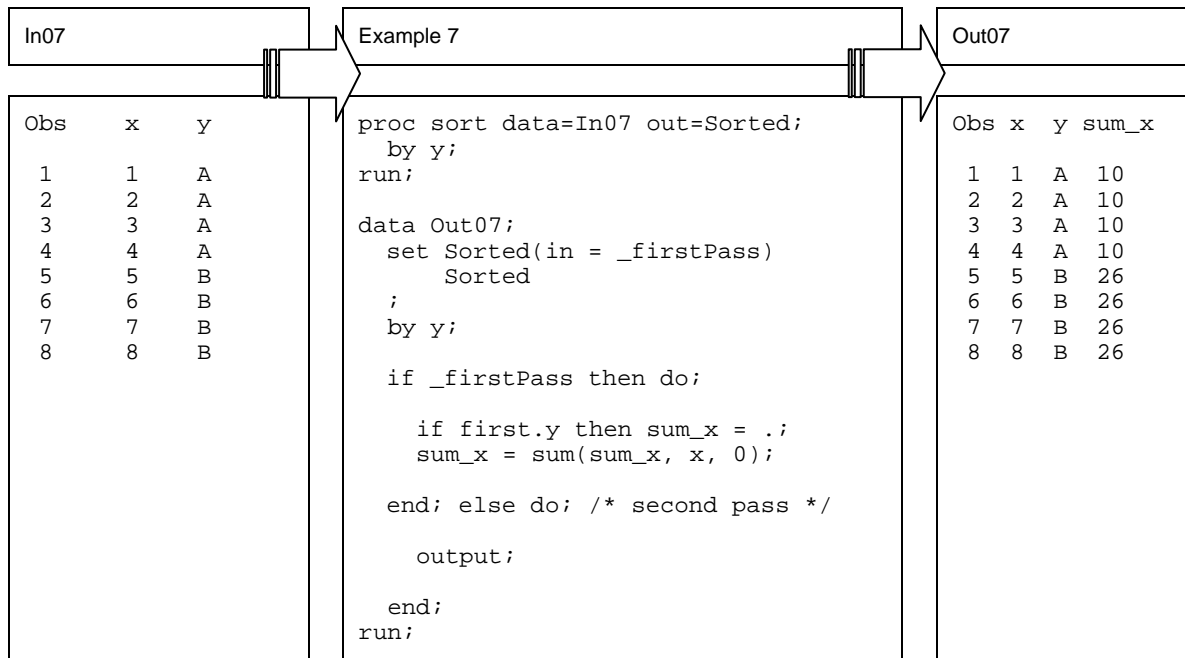 In07
Example 7
Out07
Obs x y
1 1 A
2 2 A
3 3 A
4 4 A
5 5 B
6 6 B
7 7 B
8 8 B
proc sort data=In07 out=Sorted;
by y;
run;
data Out07;
set Sorted(in = _firstPass)
Sorted
;
by y;
if _firstPass then do;
if first.y then sum_x = .;
sum_x = sum(sum_x, x, 0);
end; else do; /* second pass */
output;
end;
run;
Obs x y sum_x
1 1 A 10
2 2 A 10
3 3 A 10
4 4 A 10
5 5 B 26
6 6 B 26
7 7 B 26
8 8 B 26